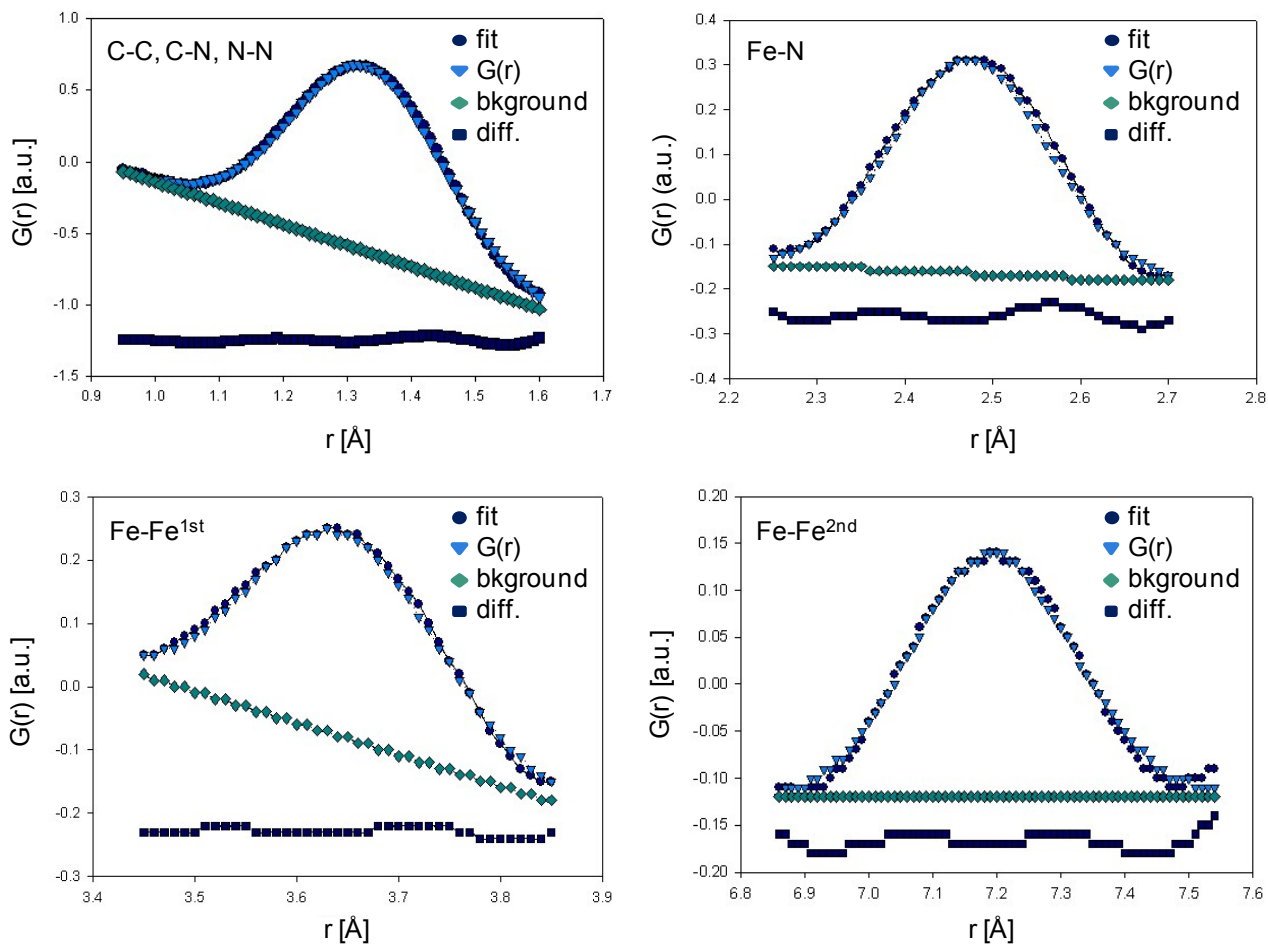 C-C, C-N, N-N
fit
G(r)
bkground
diff.
1.0
0.5
0.0
-0.5
-1.0
-1.5
G(r) [a.u.]
0.9 1.0 1.1 1.2 1.3 1.4 1.5 1.6 1.7
r [Å]
Fe-N
fit
G(r)
bkground
diff.
0.4
0.3
0.2
0.1
0.0
-0.1
-0.2
-0.3
-0.4
G(r) (a.u.)
2.2 2.3 2.4 2.5 2.6 2.7 2.8
r [Å]
Fe-Fe1st
fit
G(r)
bkground
diff.
0.3
0.2
0.1
0.0
-0.1
-0.2
-0.3
G(r) [a.u.]
3.4 3.5 3.6 3.7 3.8 3.9
r [Å]
Fe-Fe2nd
fit
G(r)
bkground
diff.
0.20
0.15
0.10
0.05
0.00
-0.05
-0.10
-0.15
-0.20
G(r) [a.u.]
6.8 6.9 7.0 7.1 7.2 7.3 7.4 7.5 7.6
r [Å]